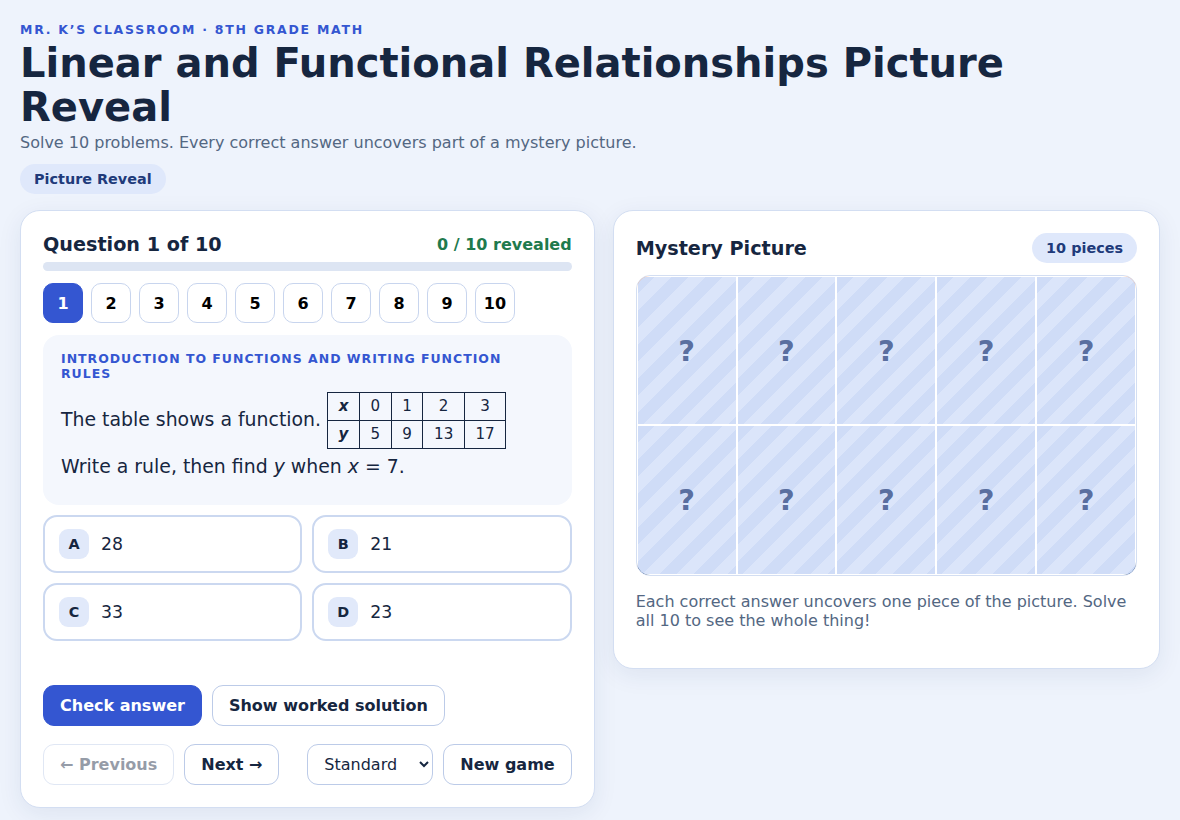 MR. K’S CLASSROOM · 8TH GRADE MATH
Linear and Functional Relationships Picture
Reveal
Solve 10 problems. Every correct answer uncovers part of a mystery picture.
Picture Reveal
Question 1 of 10
0 / 10 revealed
1 2 3 4 5 6 7 8 9 10
INTRODUCTION TO FUNCTIONS AND WRITING FUNCTION
RULES
The table shows a function.
x 0 1 2 3
y 5 9 13 17
Write a rule, then find y when x = 7.
A 28
B 21
C 33
D 23
Check answer
Show worked solution
← Previous
Next →
Standard
New game
Mystery Picture
10 pieces
? ? ? ? ?
? ? ? ? ?
Each correct answer uncovers one piece of the picture. Solve
all 10 to see the whole thing!